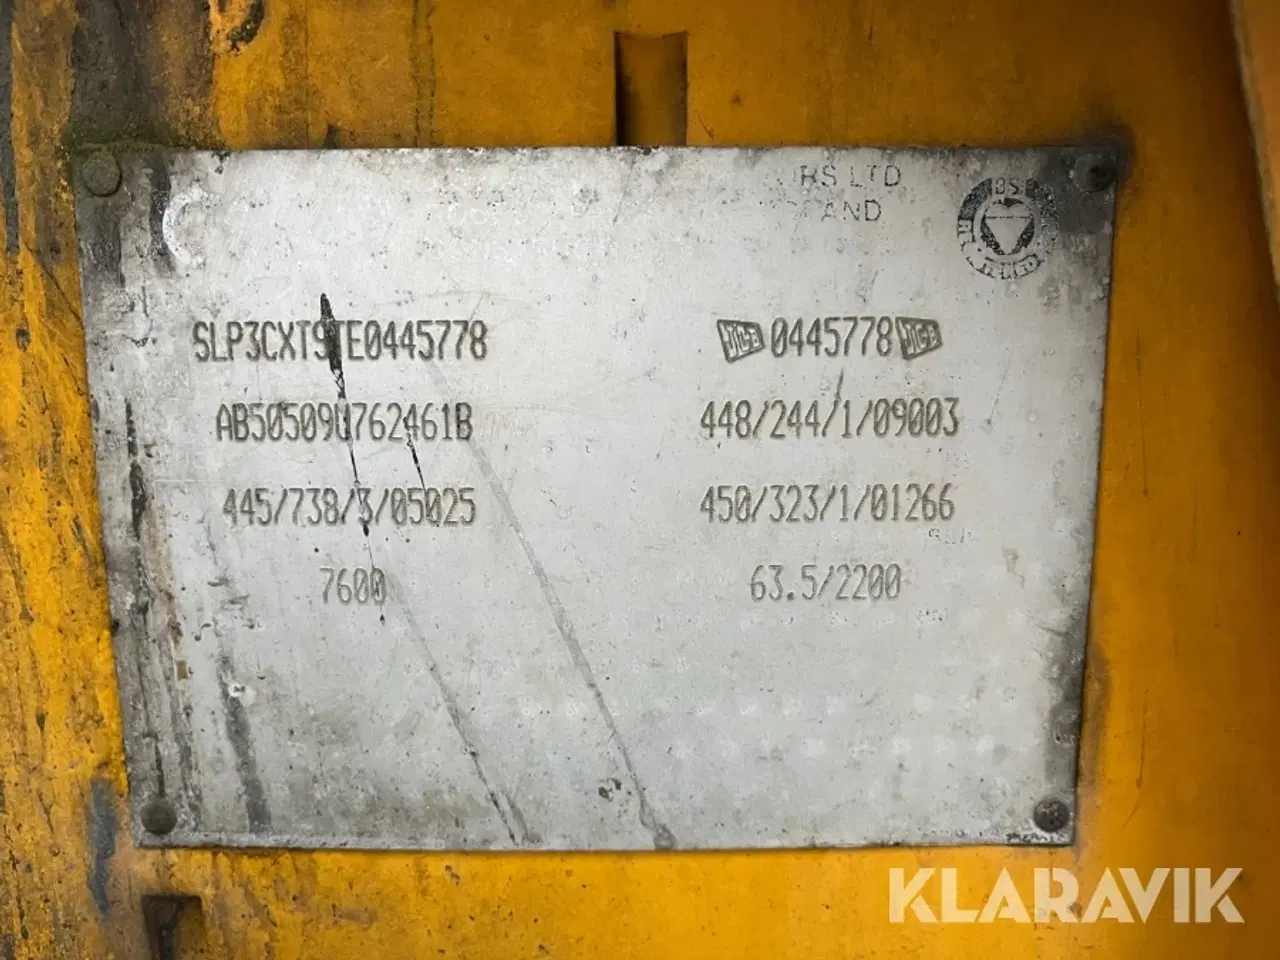 RS LTD
AND
SLP3CXT9TE0445778
JCB 0445778 JCB
AB50509U762461B
448/244/1/09003
445/738/3/05025
450/323/1/01266
7600
63.5/2200
KLARAVIK